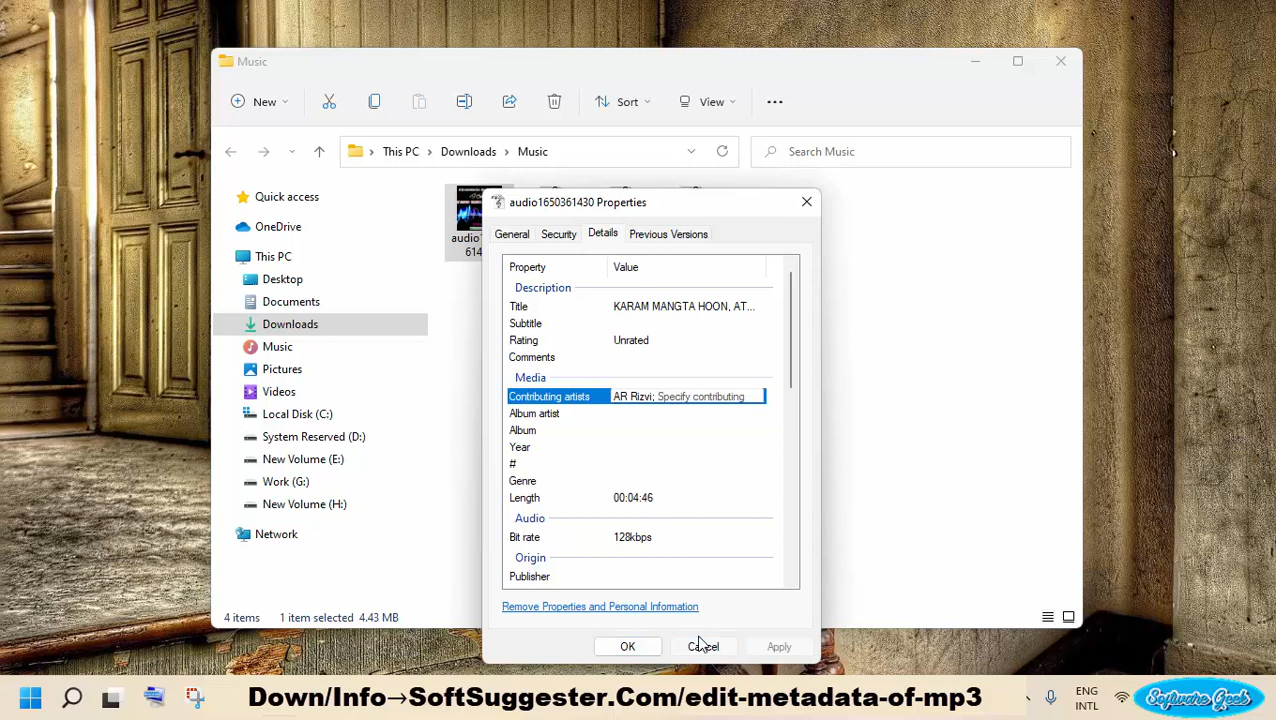 Music
New
Sort
View
This PC
Downloads
Music
Search Music
Quick access
OneDrive
This PC
Desktop
Documents
Downloads
Music
Pictures
Videos
Local Disk (C:)
System Reserved (D:)
New Volume (E:)
Work (G:)
New Volume (H:)
Network
4 items 1 item selected 4.43 MB
audio1650361430 Properties
General Security Details Previous Versions
Property Value
Description
Title KARAM MANGTA HOON, AT...
Subtitle
Rating Unrated
Comments
Media
Contributing artists AR Rizvi; Specify contributing
Album artist
Album
Year
#
Genre
Length 00:04:46
Audio
Bit rate 128kbps
Origin
Publisher
Remove Properties and Personal Information
OK Cancel Apply
Down/Info→SoftSuggester.Com/edit-metadata-of-mp3
ENG
INTL
Software Geek